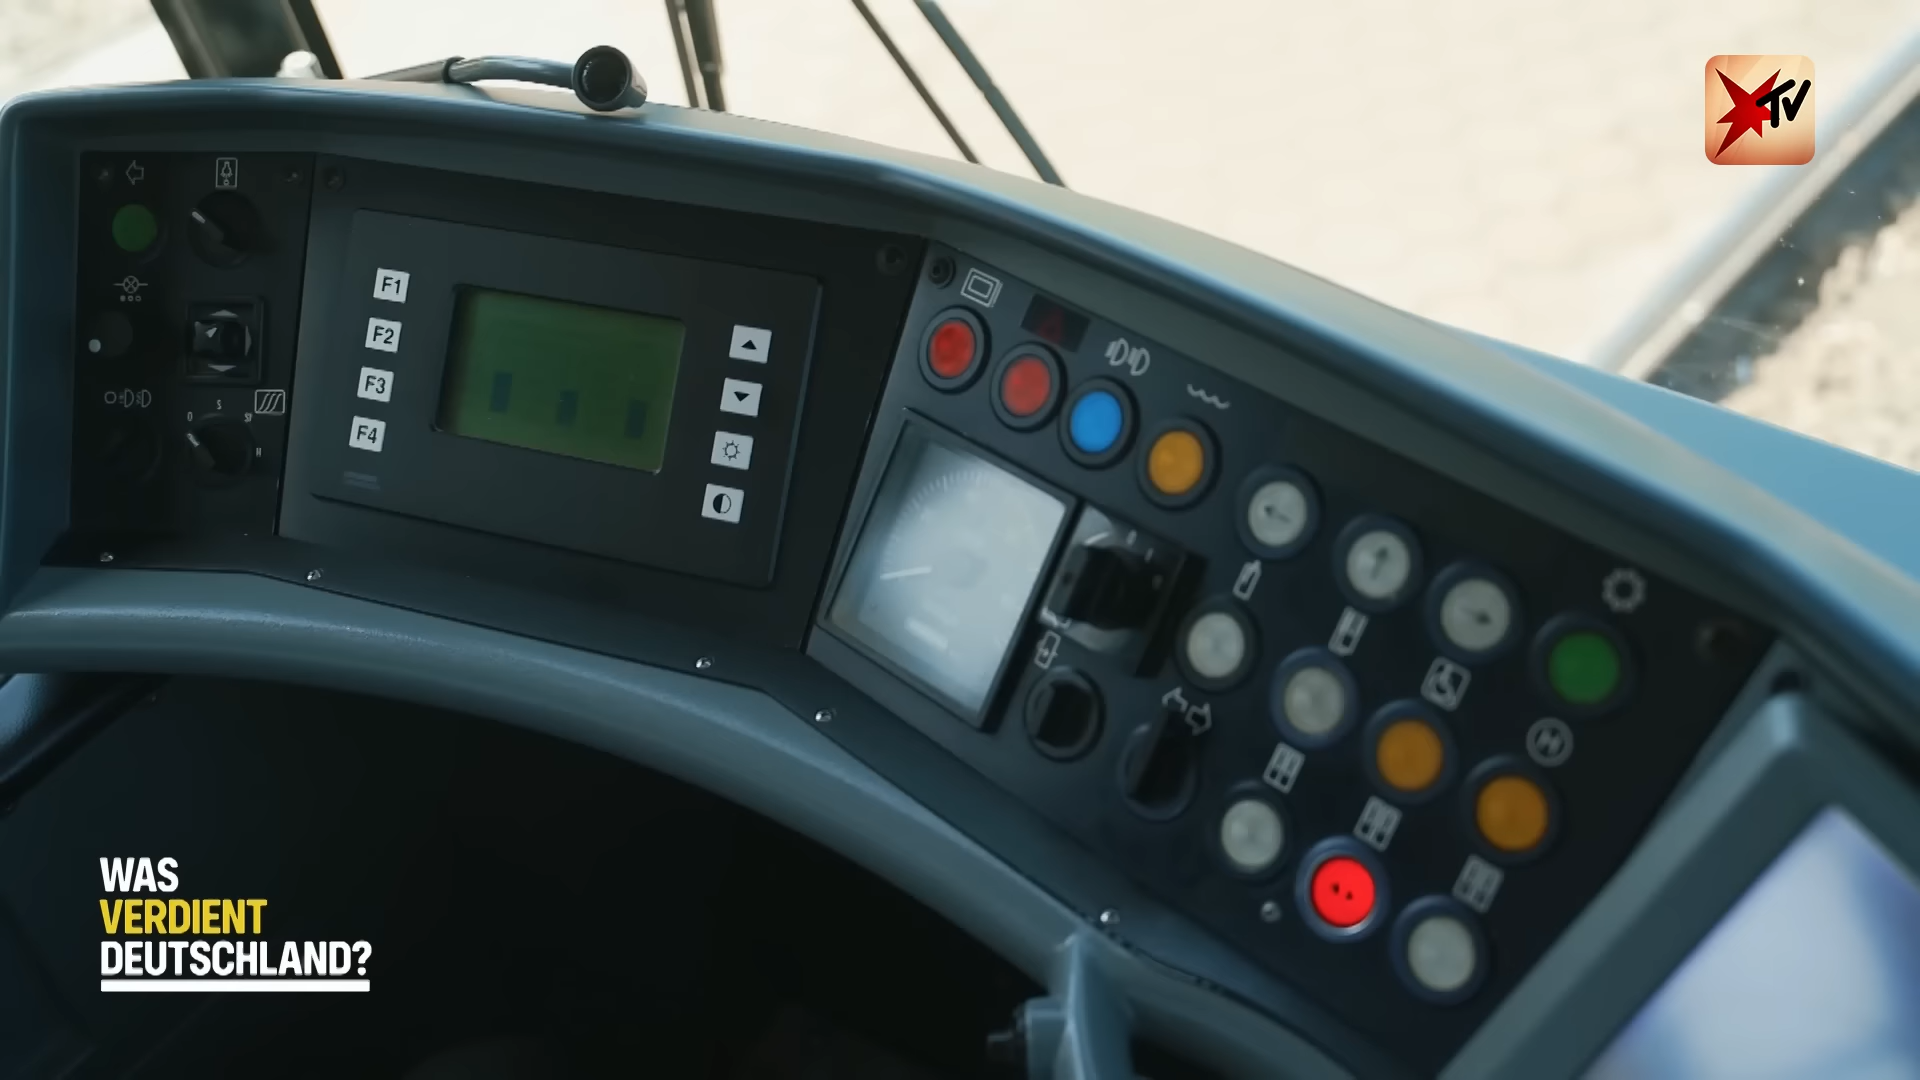 TV
F1
F2
F3
F4
O
S
H
H
WAS
VERDIENT
DEUTSCHLAND?